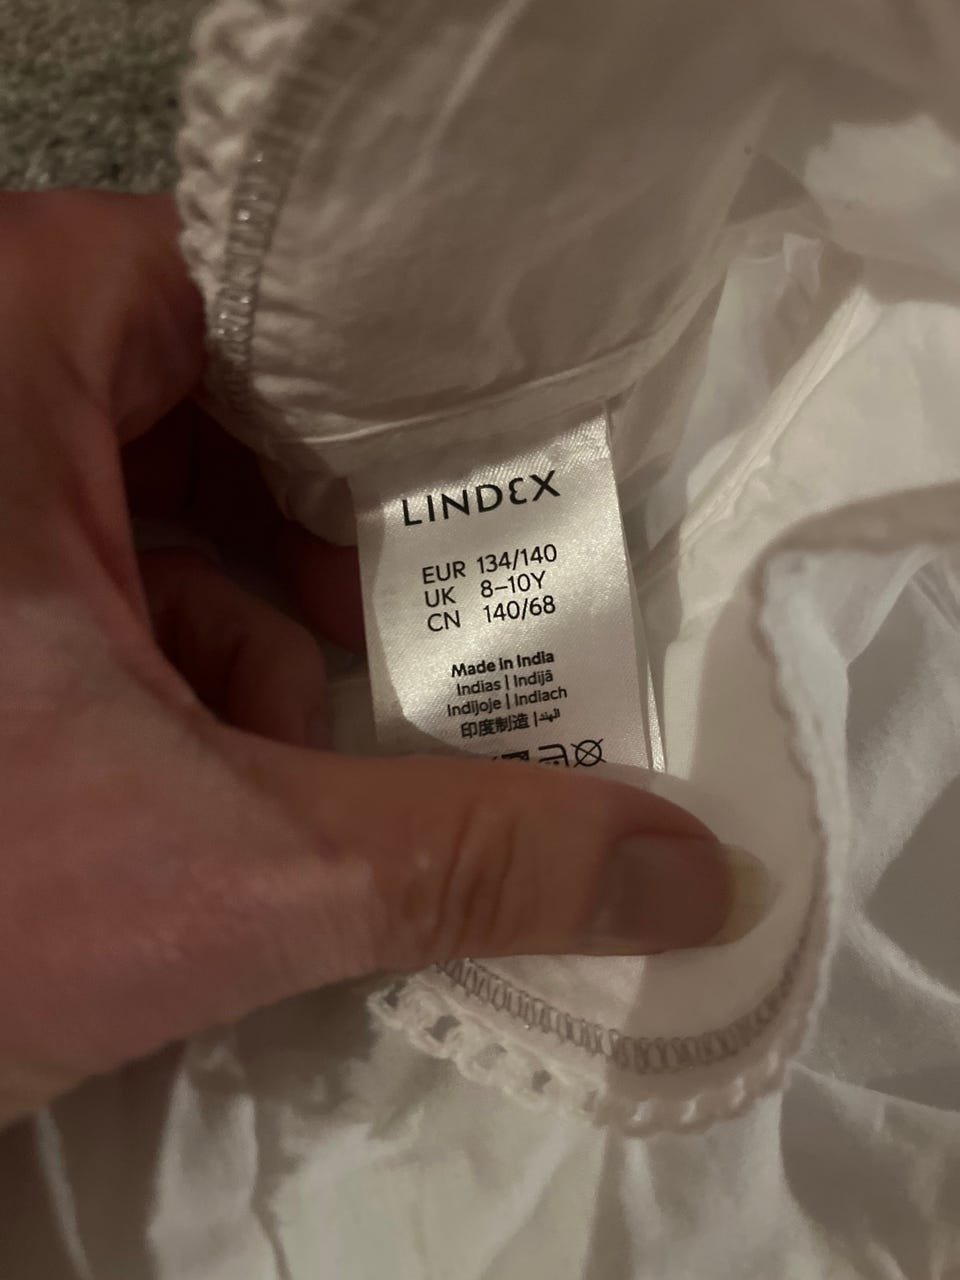 LINDEX
EUR 134/140
UK 8–10Y
CN 140/68
Made in India
Indias | Indijā
Indijoje | Indiach
印度制造 | الهند